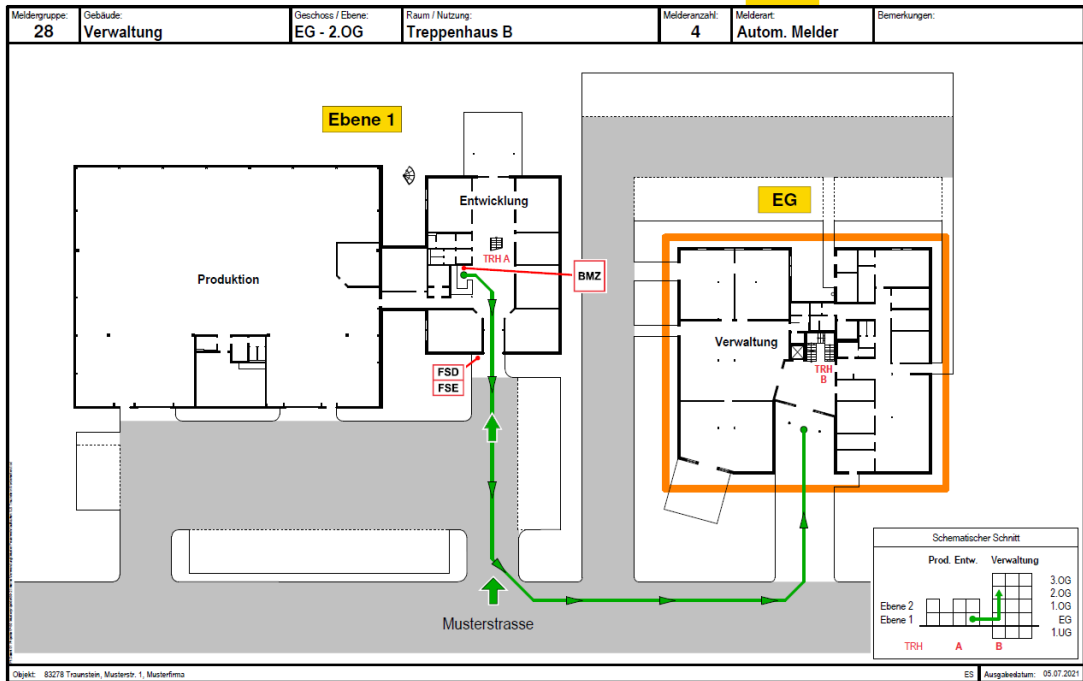 Meldergruppe:
28
Gebäude:
Verwaltung
Geschoss / Ebene:
EG - 2.OG
Raum / Nutzung:
Treppenhaus B
Melderanzahl:
4
Melderart:
Autom. Melder
Bemerkungen:
Ebene 1
Entwicklung
EG
TRH A
BMZ
Produktion
Verwaltung
FSD
FSE
TRH
B
Schematischer Schnitt
Prod. Entw. Verwaltung
3.OG
2.OG
Ebene 2 1.OG
Ebene 1 EG
1.UG
TRH A B
Musterstrasse
Objekt: 83278 Traunstein, Musterstr. 1, Musterfirma
ES
Ausgabedatum: 05.07.2021